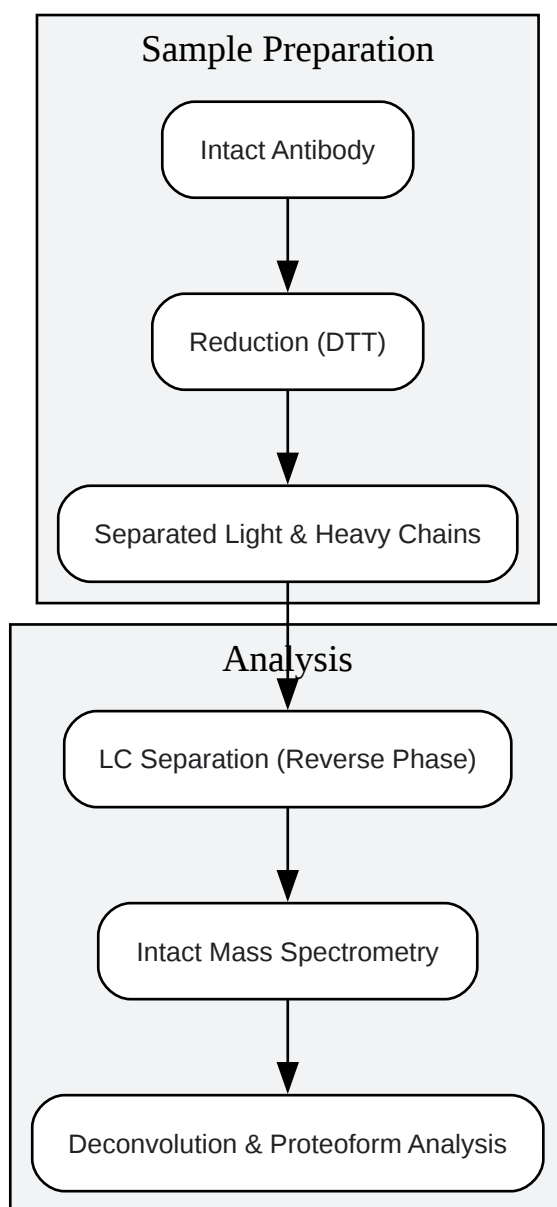 Sample Preparation
Intact Antibody
Reduction (DTT)
Separated Light & Heavy Chains
Analysis
LC Separation (Reverse Phase)
Intact Mass Spectrometry
Deconvolution & Proteoform Analysis